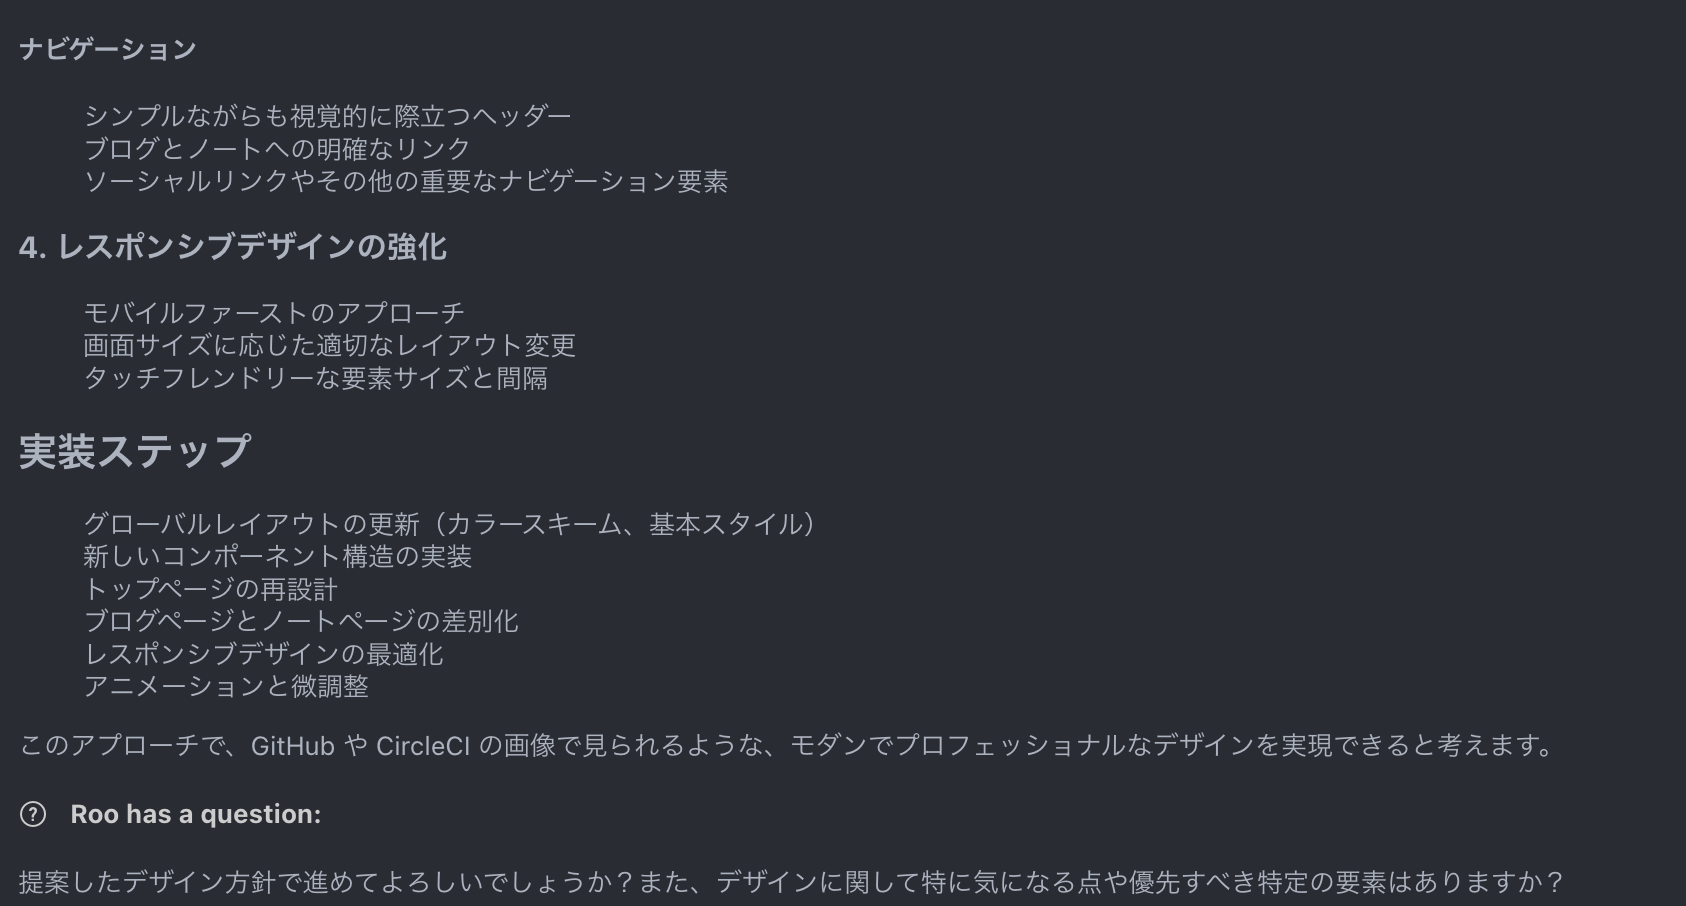 ナビゲーション
シンプルながらも視覚的に際立つヘッダー
ブログとノートへの明確なリンク
ソーシャルリンクやその他の重要なナビゲーション要素
4. レスポンシブデザインの強化
モバイルファーストのアプローチ
画面サイズに応じた適切なレイアウト変更
タッチフレンドリーな要素サイズと間隔
実装ステップ
グローバルレイアウトの更新（カラースキーム、基本スタイル）
新しいコンポーネント構造の実装
トップページの再設計
ブログページとノートページの差別化
レスポンシブデザインの最適化
アニメーションと微調整
このアプローチで、GitHub や CircleCI の画像で見られるような、モダンでプロフェッショナルなデザインを実現できると考えます。
Roo has a question:
提案したデザイン方針で進めてよろしいでしょうか？また、デザインに関して特に気になる点や優先すべき特定の要素はありますか？